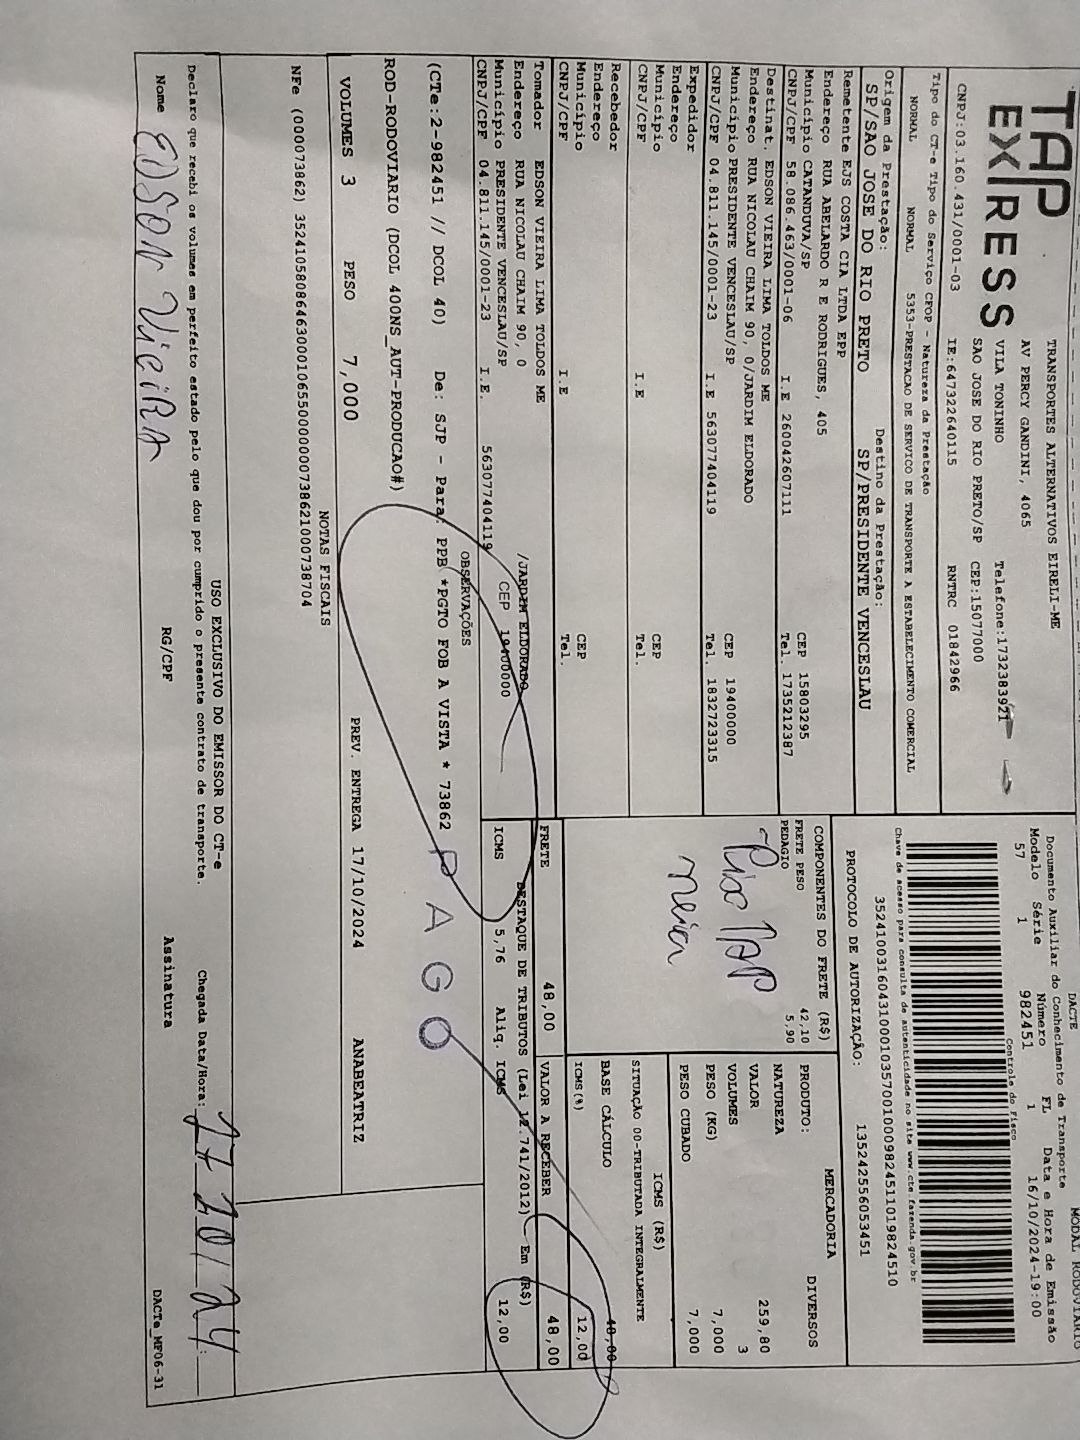 TAP
EXPRESS
TRANSPORTES ALTERNATIVOS EIRELI-ME
AV PERCY GANDINI, 4065
VILA TONINHO Telefone:1732383921
SAO JOSE DO RIO PRETO/SP CEP:15077000
CNPJ:03.160.431/0001-03 IE:647322640115 RNTRC 01842966
DACTE MODAL RODOVIÁRIO
Documento Auxiliar do Conhecimento de Transporte
Modelo Série Número FL Data e Hora de Emissão
57 1 982451 1 16/10/2024-19:00
Controle do Fisco
Chave de acesso para consulta de autenticidade no site www.cte.fazenda.gov.br
35241003160431000103570010009824511019824510
PROTOCOLO DE AUTORIZAÇÃO: 135242556053451
Tipo do CT-e Tipo do Serviço CFOP - Natureza da Prestação
NORMAL NORMAL 5353-PRESTACAO DE SERVICO DE TRANSPORTE A ESTABELECIMENTO COMERCIAL
Origem da Prestação: Destino da Prestação:
SP/SAO JOSE DO RIO PRETO SP/PRESIDENTE VENCESLAU
Remetente EJS COSTA CIA LTDA EPP
Endereço RUA ABELARDO R E RODRIGUES, 405
Município CATANDUVA/SP CEP 15803295
CNPJ/CPF 58.086.463/0001-06 I.E 260042607111 Tel. 1735212387
Destinat. EDSON VIEIRA LIMA TOLDOS ME
Endereço RUA NICOLAU CHAIM 90, 0/JARDIM ELDORADO
Município PRESIDENTE VENCESLAU/SP CEP 19400000
CNPJ/CPF 04.811.145/0001-23 I.E 563077404119 Tel. 1832723315
Expedidor
Endereço
Município CEP
CNPJ/CPF I.E Tel.
Recebedor
Endereço
Município CEP
CNPJ/CPF I.E Tel.
Tomador EDSON VIEIRA LIMA TOLDOS ME
Endereço RUA NICOLAU CHAIM 90, 0 /JARDIM ELDORADO
Município PRESIDENTE VENCESLAU/SP CEP 19400000
CNPJ/CPF 04.811.145/0001-23 I.E. 563077404119
COMPONENTES DO FRETE (R$)
FRETE PESO 42,10
PEDAGIO 5,90
Pix TAP
MERCADORIA
PRODUTO: DIVERSOS
NATUREZA
VALOR 259,80
VOLUMES 3
PESO (KG) 7,000
PESO CUBADO 7,000
ICMS (R$)
SITUAÇÃO 00-TRIBUTADA INTEGRALMENTE
BASE CÁLCULO 48,00
ICMS(%) 12,00
FRETE 48,00 VALOR A RECEBER 48,00
DESTAQUE DE TRIBUTOS (Lei 12.741/2012) - Em (R$)
ICMS 5,76 Aliq. ICMS 12,00
OBSERVAÇÕES
(CTe:2-982451 // DCOL 40) De: SJP - Para: PPB *PGTO FOB A VISTA * 73862
PAGO
ROD-RODOVIARIO (DCOL 400NS_AUT-PRODUCAO#)
VOLUMES 3 PESO 7,000 PREV. ENTREGA 17/10/2024 ANABEATRIZ
NOTAS FISCAIS
NFe (000073862) 35241058086463000106550000000738621000738704
USO EXCLUSIVO DO EMISSOR DO CT-e
Declaro que recebi os volumes em perfeito estado pelo que dou por cumprido o presente contrato de transporte. Chegada Data/Hora: 17 10/ 24
Nome EDSON VIEIRA RG/CPF Assinatura DACTe_MF06-31